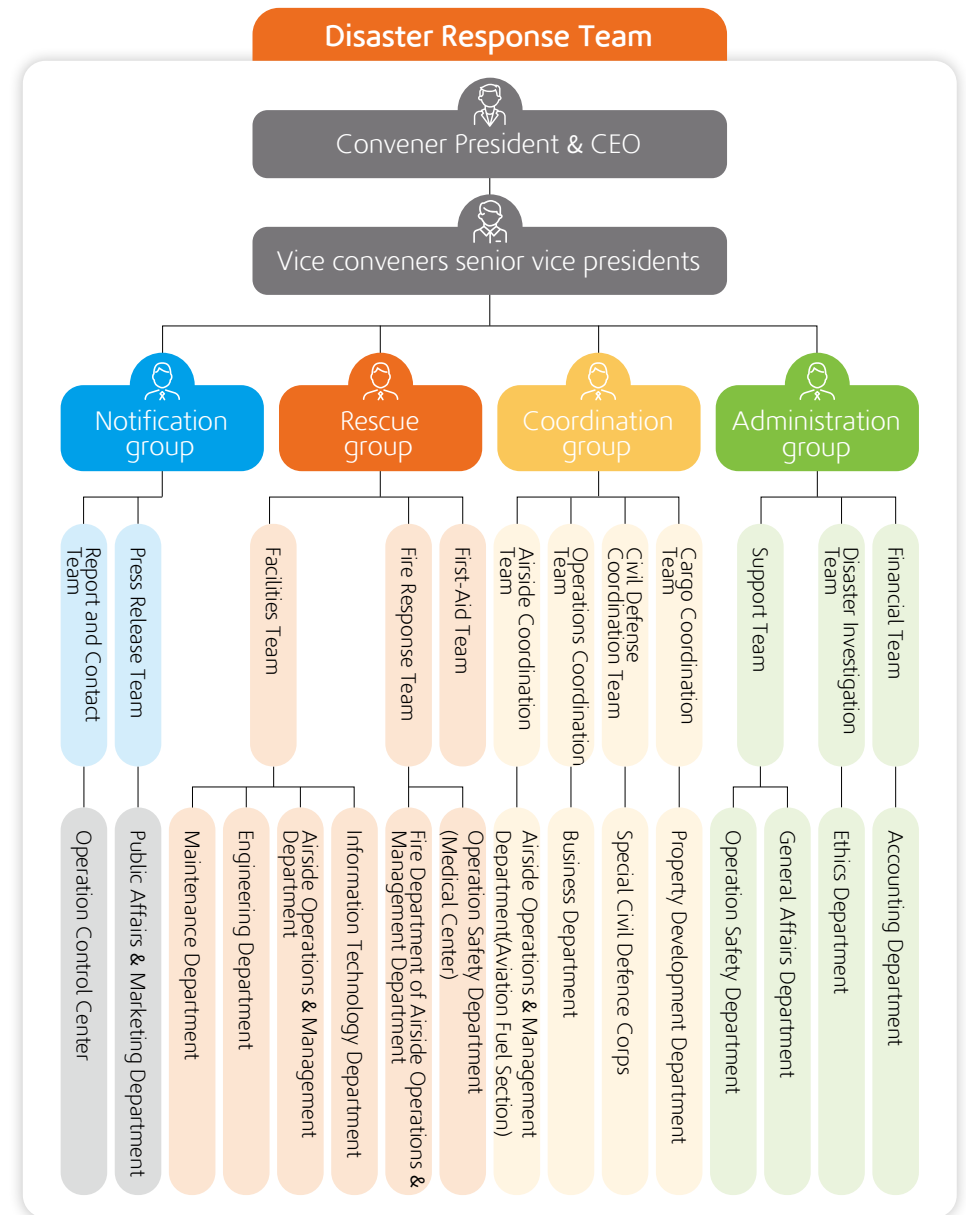 Disaster Response Team
Convener President & CEO
Vice conveners senior vice presidents
Notification
group
Rescue
group
Coordination
group
Administration
group
Report and Contact
Team
Press Release Team
Facilities Team
Fire Response Team
First-Aid Team
Airside Coordination
Team
Operations Coordination
Team
Civil Defense
Coordination Team
Cargo Coordination
Team
Support Team
Disaster Investigation
Team
Financial Team
Operation Control Center
Public Affairs & Marketing Department
Maintenance Department
Engineering Department
Airside Operations & Management
Department
Information Technology Department
Fire Department of Airside Operations &
Management Department
Operation Safety Department
(Medical Center)
Airside Operations & Management
Department(Aviation Fuel Section)
Business Department
Special Civil Defence Corps
Property Development Department
Operation Safety Department
General Affairs Department
Ethics Department
Accounting Department